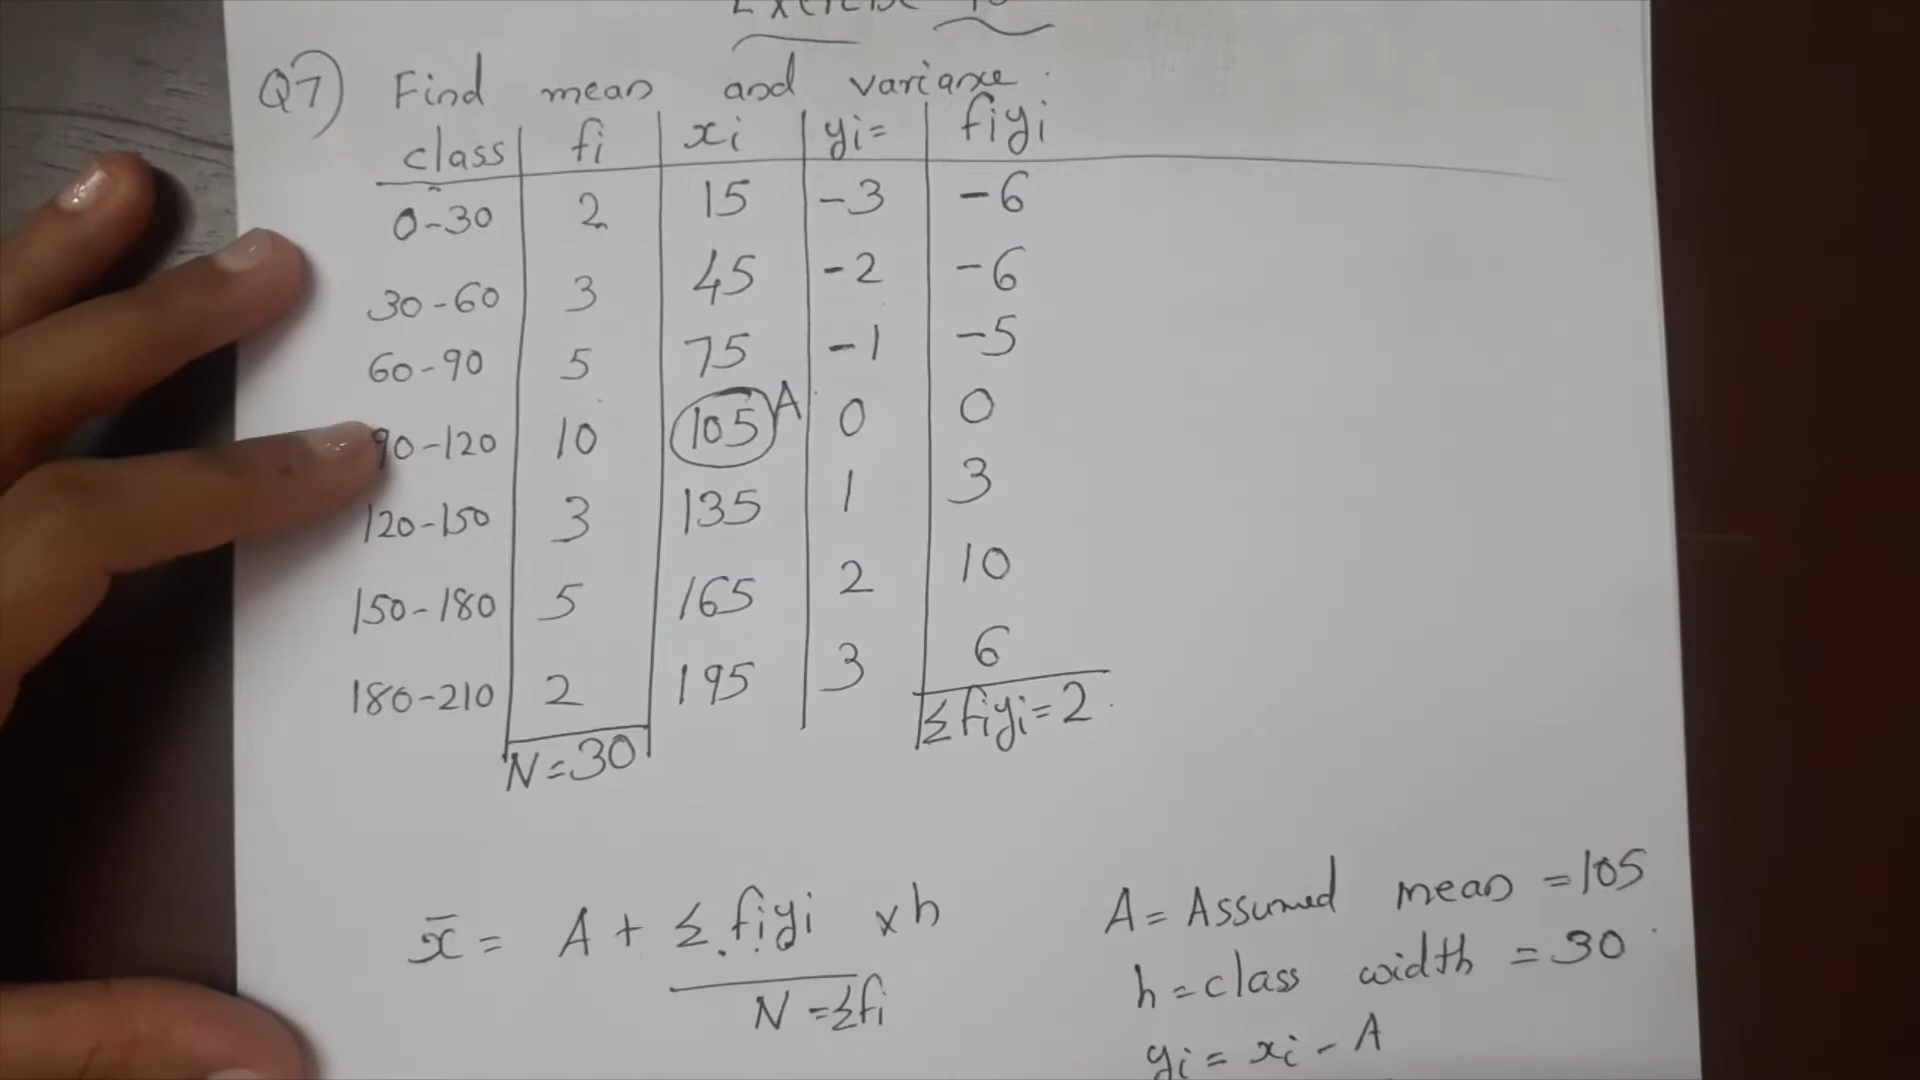 Q7) Find mean and variance.
class fi xi yi= fiyi
0-30 2 15 -3 -6
30-60 3 45 -2 -6
60-90 5 75 -1 -5
90-120 10 105 A 0 0
120-150 3 135 1 3
150-180 5 165 2 10
180-210 2 195 3 6
N=30 Σfiyi=2
x̄ = A + Σfiyi × h
N=Σfi
A= Assumed mean =105
h=class width =30
yi = xi - A